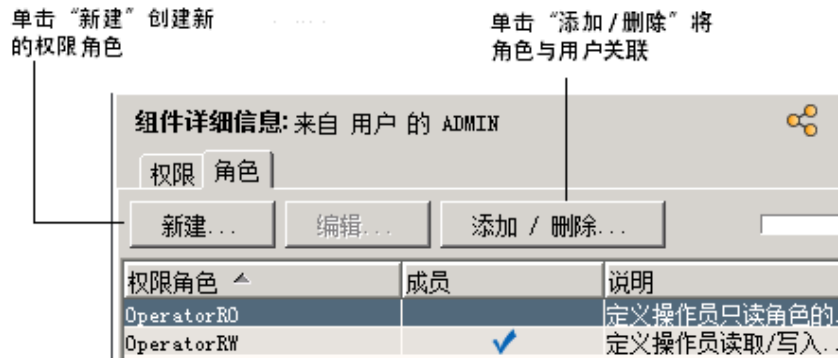 单击“新建”创建新
的权限角色
单击“添加/删除”将
角色与用户关联
组件详细信息: 来自 用户 的 ADMIN
权限 角色
新建... 编辑... 添加 / 删除...
权限角色 成员 说明
OperatorRO 定义操作员只读角色的...
OperatorRW 定义操作员读取/写入...